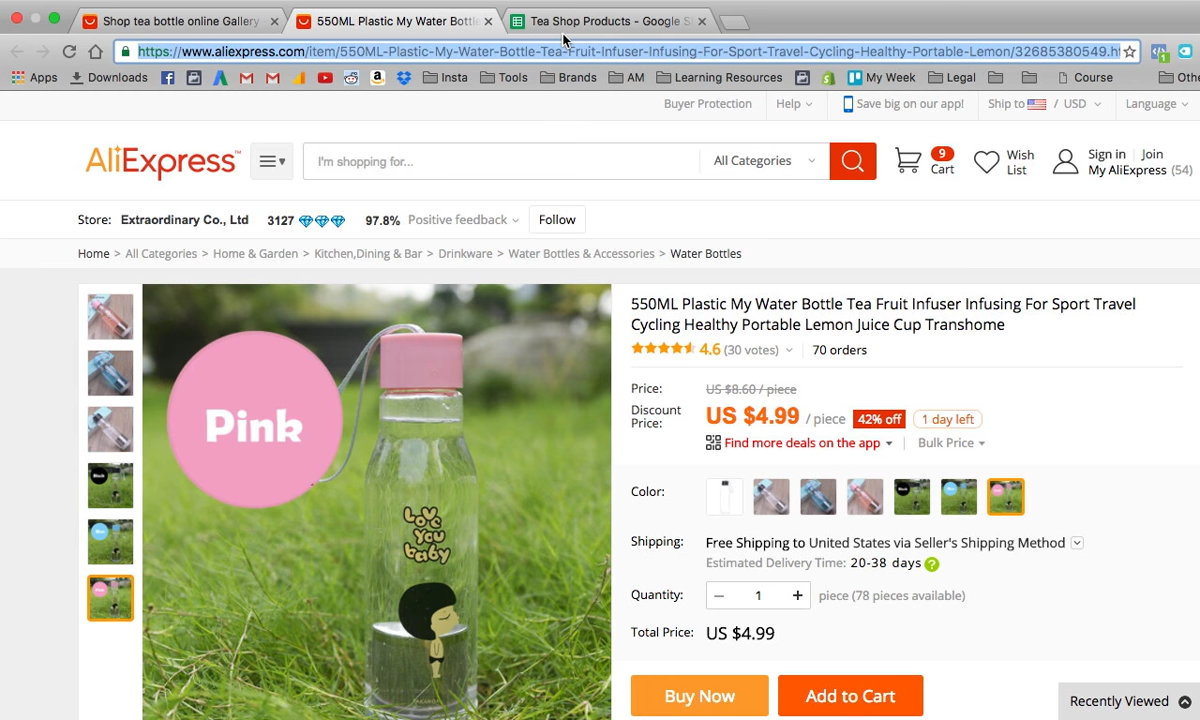 Shop tea bottle online Gallery
550ML Plastic My Water Bottle
Tea Shop Products - Google S
https://www.aliexpress.com/item/550ML-Plastic-My-Water-Bottle-Tea-Fruit-Infuser-Infusing-For-Sport-Travel-Cycling-Healthy-Portable-Lemon/32685380549.ht
1
Apps Downloads Insta Tools Brands AM Learning Resources My Week Legal Course Othe
Buyer Protection Help Save big on our app! Ship to / USD Language
AliExpress™
I'm shopping for...
All Categories
9
Cart
Wish
List
Sign in | Join
My AliExpress (54)
Store: Extraordinary Co., Ltd 3127 97.8% Positive feedback Follow
Home > All Categories > Home & Garden > Kitchen,Dining & Bar > Drinkware > Water Bottles & Accessories > Water Bottles
Pink
LOVE
YOU
baby
550ML Plastic My Water Bottle Tea Fruit Infuser Infusing For Sport Travel
Cycling Healthy Portable Lemon Juice Cup Transhome
4.6 (30 votes) 70 orders
Price: US $8.60 / piece
Discount
Price:
US $4.99 / piece 42% off 1 day left
Find more deals on the app | Bulk Price
Color:
Shipping: Free Shipping to United States via Seller's Shipping Method
Estimated Delivery Time: 20-38 days ?
Quantity: − 1 + piece (78 pieces available)
Total Price: US $4.99
Buy Now
Add to Cart
Recently Viewed